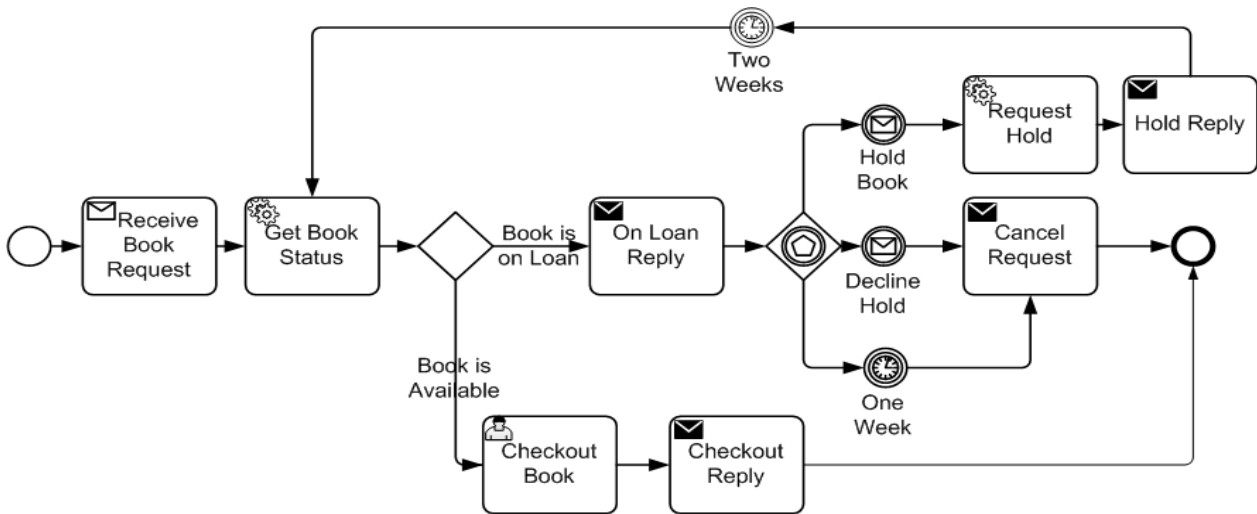 Two
Weeks
Request
Hold
Hold Reply
Hold
Book
Receive
Book
Request
Get Book
Status
Book is
on Loan
On Loan
Reply
Decline
Hold
Cancel
Request
Book is
Available
One
Week
Checkout
Book
Checkout
Reply